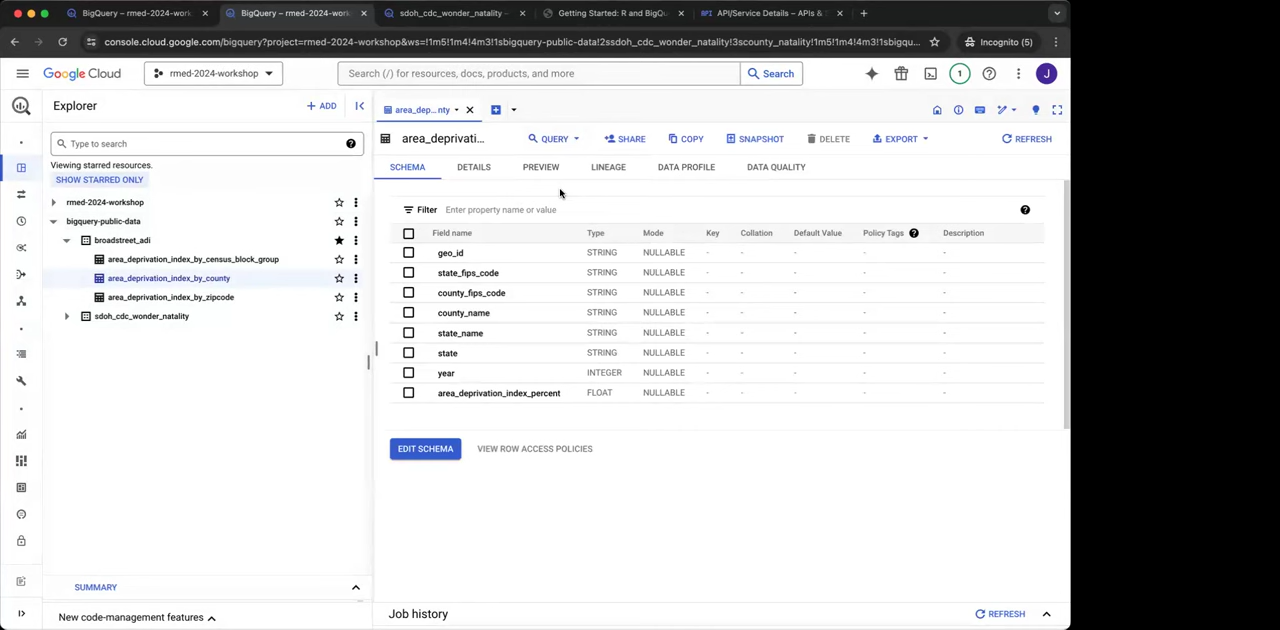 BigQuery – rmed-2024-work
BigQuery – rmed-2024-work
sdoh_cdc_wonder_natality –
Getting Started: R and BigQu
API
API/Service Details – APIs &
console.cloud.google.com/bigquery?project=rmed-2024-workshop&ws=!1m5!1m4!4m3!1sbigquery-public-data!2ssdoh_cdc_wonder_natality!3scounty_natality!1m5!1m4!4m3!1sbigqu...
Incognito (5)
Google Cloud
rmed-2024-workshop
Search (/) for resources, docs, products, and more
Search
1
J
Explorer
+ ADD
area_dep...nty
Type to search
area_deprivati...
QUERY
SHARE
COPY
SNAPSHOT
DELETE
EXPORT
REFRESH
Viewing starred resources.
SHOW STARRED ONLY
SCHEMA
DETAILS
PREVIEW
LINEAGE
DATA PROFILE
DATA QUALITY
rmed-2024-workshop
bigquery-public-data
broadstreet_adi
area_deprivation_index_by_census_block_group
area_deprivation_index_by_county
area_deprivation_index_by_zipcode
sdoh_cdc_wonder_natality
Filter Enter property name or value
Field name Type Mode Key Collation Default Value Policy Tags Description
geo_id STRING NULLABLE - - - - -
state_fips_code STRING NULLABLE - - - - -
county_fips_code STRING NULLABLE - - - - -
county_name STRING NULLABLE - - - - -
state_name STRING NULLABLE - - - - -
state STRING NULLABLE - - - - -
year INTEGER NULLABLE - - - - -
area_deprivation_index_percent FLOAT NULLABLE - - - - -
EDIT SCHEMA
VIEW ROW ACCESS POLICIES
SUMMARY
New code-management features
Job history
REFRESH